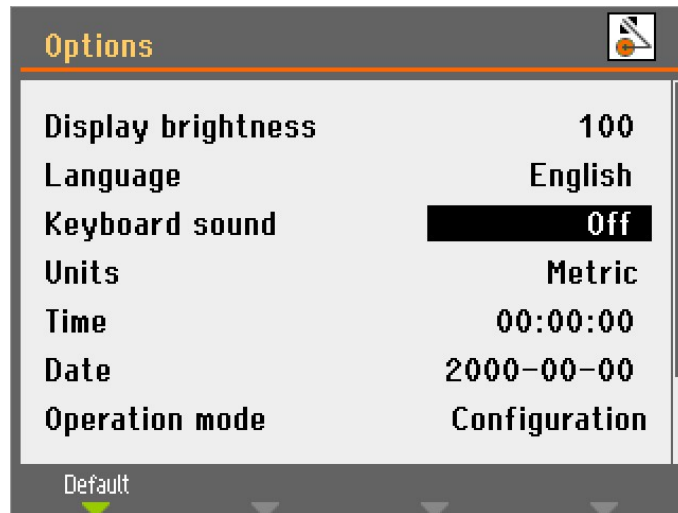 Options
Display brightness 100
Language English
Keyboard sound Off
Units Metric
Time 00:00:00
Date 2000-00-00
Operation mode Configuration
Default